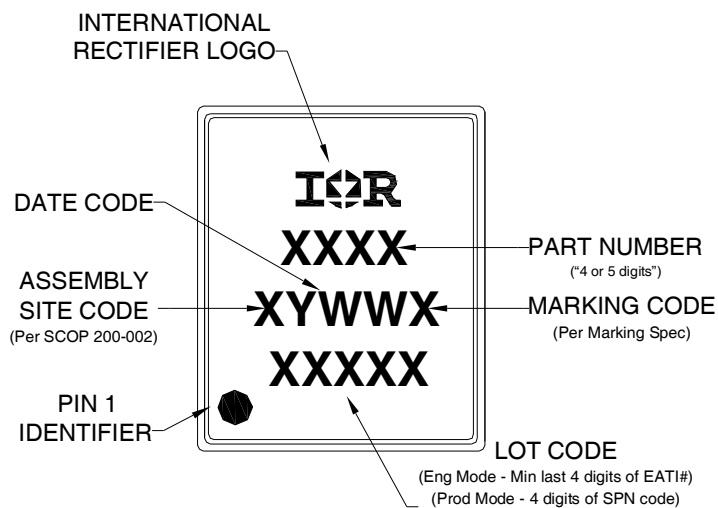 INTERNATIONAL
RECTIFIER LOGO
IOR
DATE CODE
XXXX
PART NUMBER
("4 or 5 digits")
ASSEMBLY
SITE CODE
(Per SCOP 200-002)
XYWWX
MARKING CODE
(Per Marking Spec)
XXXXX
PIN 1
IDENTIFIER
LOT CODE
(Eng Mode - Min last 4 digits of EATI#)
(Prod Mode - 4 digits of SPN code)